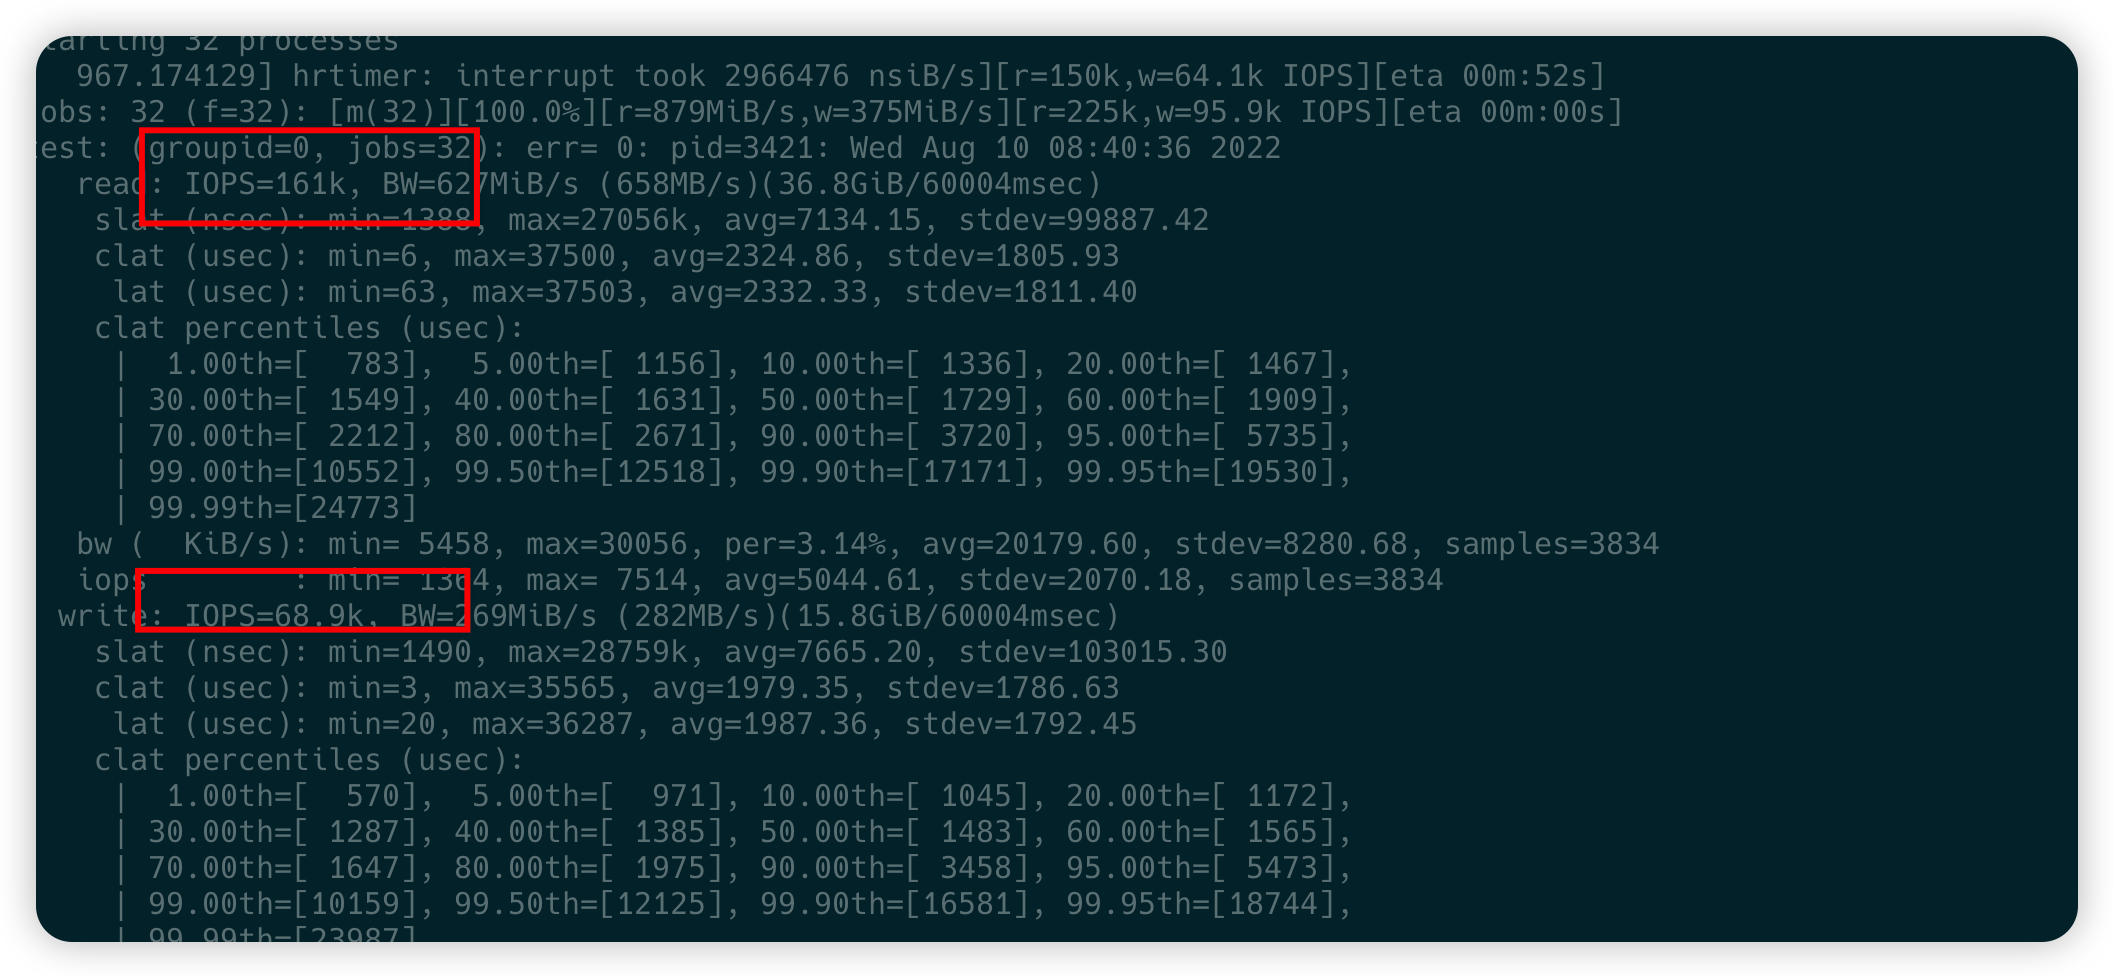 tarting 32 processes
967.174129] hrtimer: interrupt took 2966476 nsiB/s][r=150k,w=64.1k IOPS][eta 00m:52s]
obs: 32 (f=32): [m(32)][100.0%][r=879MiB/s,w=375MiB/s][r=225k,w=95.9k IOPS][eta 00m:00s]
test: (groupid=0, jobs=32): err= 0: pid=3421: Wed Aug 10 08:40:36 2022
read: IOPS=161k, BW=627MiB/s (658MB/s)(36.8GiB/60004msec)
slat (nsec): min=1388, max=27056k, avg=7134.15, stdev=99887.42
clat (usec): min=6, max=37500, avg=2324.86, stdev=1805.93
lat (usec): min=63, max=37503, avg=2332.33, stdev=1811.40
clat percentiles (usec):
|  1.00th=[  783],  5.00th=[ 1156], 10.00th=[ 1336], 20.00th=[ 1467],
| 30.00th=[ 1549], 40.00th=[ 1631], 50.00th=[ 1729], 60.00th=[ 1909],
| 70.00th=[ 2212], 80.00th=[ 2671], 90.00th=[ 3720], 95.00th=[ 5735],
| 99.00th=[10552], 99.50th=[12518], 99.90th=[17171], 99.95th=[19530],
| 99.99th=[24773]
bw (  KiB/s): min= 5458, max=30056, per=3.14%, avg=20179.60, stdev=8280.68, samples=3834
iops        : min= 1364, max= 7514, avg=5044.61, stdev=2070.18, samples=3834
write: IOPS=68.9k, BW=269MiB/s (282MB/s)(15.8GiB/60004msec)
slat (nsec): min=1490, max=28759k, avg=7665.20, stdev=103015.30
clat (usec): min=3, max=35565, avg=1979.35, stdev=1786.63
lat (usec): min=20, max=36287, avg=1987.36, stdev=1792.45
clat percentiles (usec):
|  1.00th=[  570],  5.00th=[  971], 10.00th=[ 1045], 20.00th=[ 1172],
| 30.00th=[ 1287], 40.00th=[ 1385], 50.00th=[ 1483], 60.00th=[ 1565],
| 70.00th=[ 1647], 80.00th=[ 1975], 90.00th=[ 3458], 95.00th=[ 5473],
| 99.00th=[10159], 99.50th=[12125], 99.90th=[16581], 99.95th=[18744],
| 99.99th=[23987]